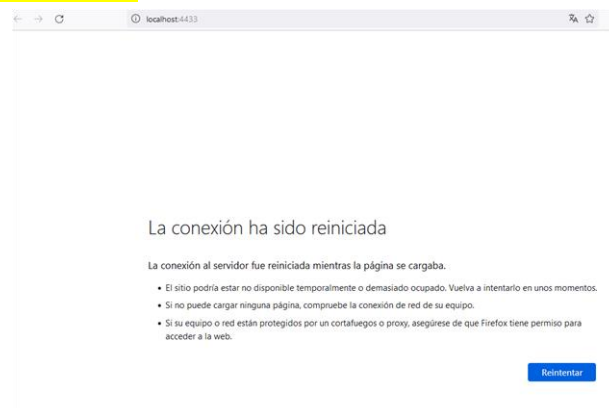 localhost:4433
La conexión ha sido reiniciada
La conexión al servidor fue reiniciada mientras la página se cargaba.
• El sitio podría estar no disponible temporalmente o demasiado ocupado. Vuelva a intentarlo en unos momentos.
• Si no puede cargar ninguna página, compruebe la conexión de red de su equipo.
• Si su equipo o red están protegidos por un cortafuegos o proxy, asegúrese de que Firefox tiene permiso para
acceder a la web.
Reintentar